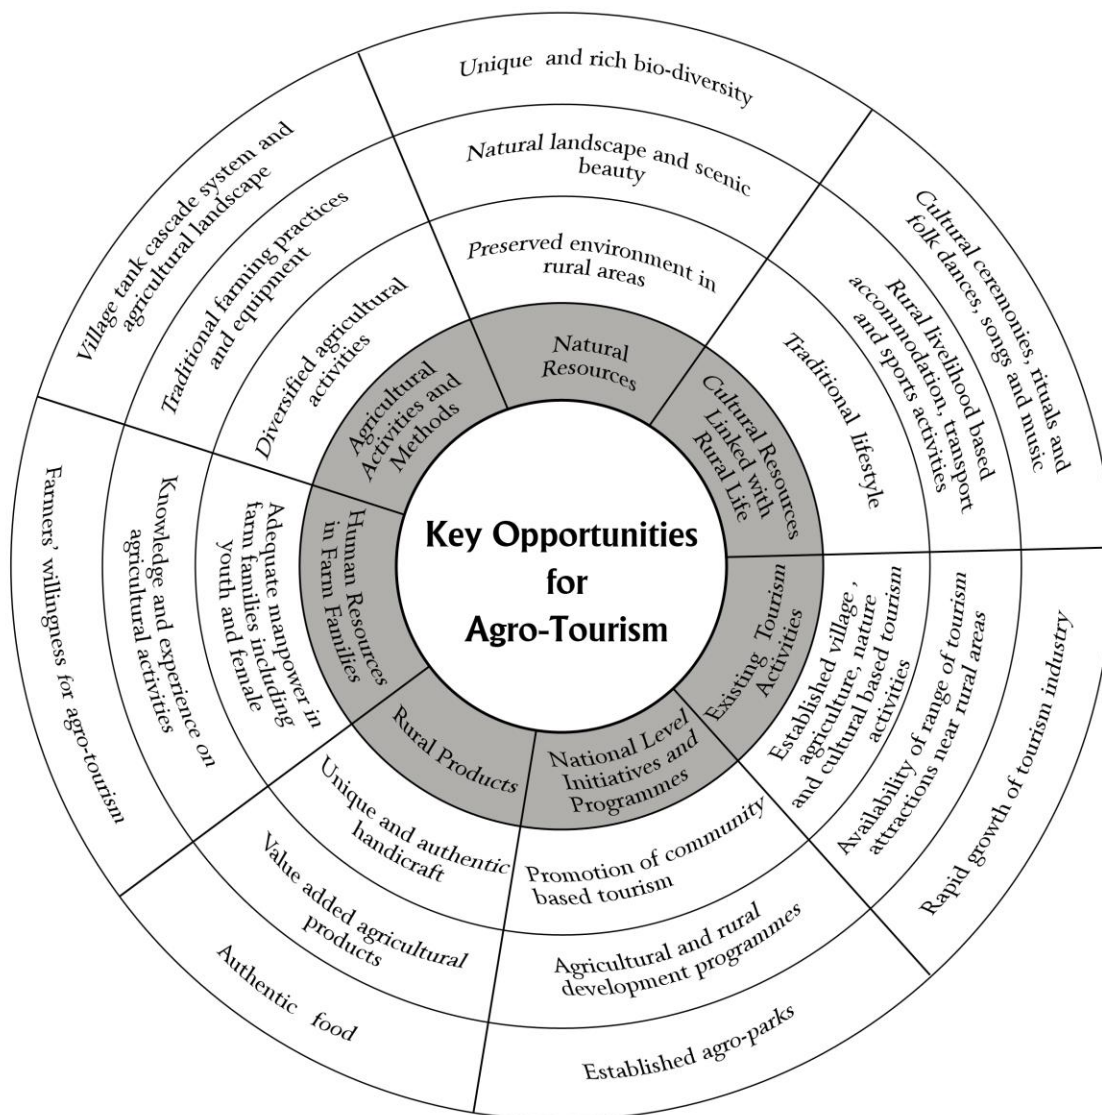 Key Opportunities
for
Agro-Tourism
Natural
Resources
Preserved environment in
rural areas
Natural landscape and scenic
beauty
Unique and rich bio-diversity
Cultural Resources
Linked with
Rural Life
Traditional lifestyle
Rural livelihood based
accommodation, transport
and sports activities
Cultural ceremonies, rituals and
folk dances, songs and music
Existing Tourism
Activities
Established village ,
agriculture, nature
and cultural based tourism
activities
Availability of range of tourism
attractions near rural areas
Rapid growth of tourism industry
National Level
Initiatives and
Programmes
Promotion of community
based tourism
Agricultural and rural
development programmes
Established agro-parks
Rural Products
Unique and authentic
handicraft
Value added agricultural
products
Authentic food
Human Resources
in Farm Families
Adequate manpower in
farm families including
youth and female
Knowledge and experience on
agricultural activities
Farmers' willingness for agro-tourism
Agricultural
Activities and
Methods
Diversified agricultural
activities
Traditional farming practices
and equipment
Village tank cascade system and
agricultural landscape